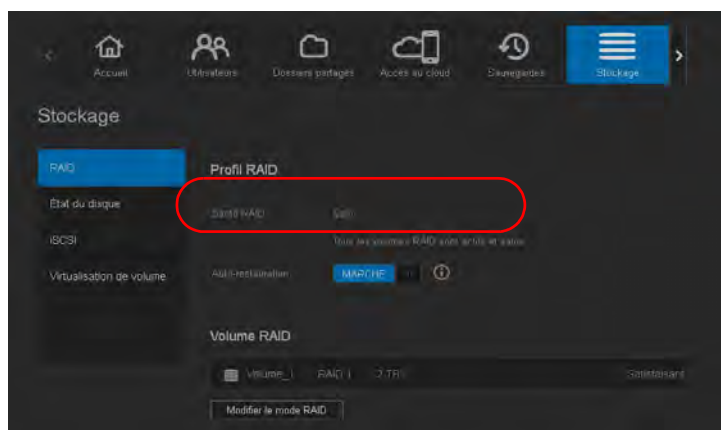 Accueil Utilisateurs Dossiers partagés Accès au cloud Sauvegardes Stockage
Stockage
RAID
Profil RAID
État du disque
Santé RAID Sain
iSCSI
Tous les volumes RAID sont actifs et sains
Virtualisation de volume
Auto-restauration MARCHE
Volume RAID
Volume_1 RAID 1 2 TB Satisfaisant
Modifier le mode RAID